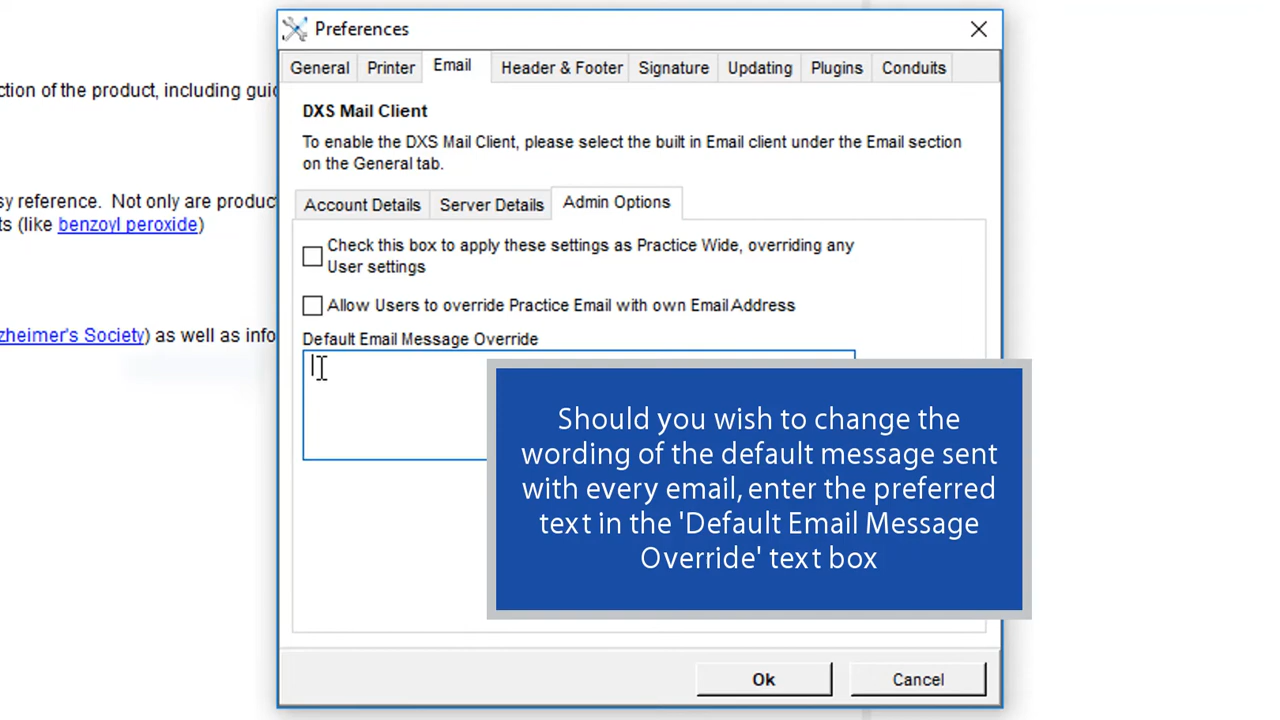 Preferences
General Printer Email Header & Footer Signature Updating Plugins Conduits
ction of the product, including guid
DXS Mail Client
To enable the DXS Mail Client, please select the built in Email client under the Email section
on the General tab.
sy reference. Not only are product
ts (like benzoyl peroxide)
Account Details Server Details Admin Options
Check this box to apply these settings as Practice Wide, overriding any
User settings
Allow Users to override Practice Email with own Email Address
zheimer's Society) as well as info
Default Email Message Override
Should you wish to change the
wording of the default message sent
with every email, enter the preferred
text in the 'Default Email Message
Override' text box
Ok Cancel